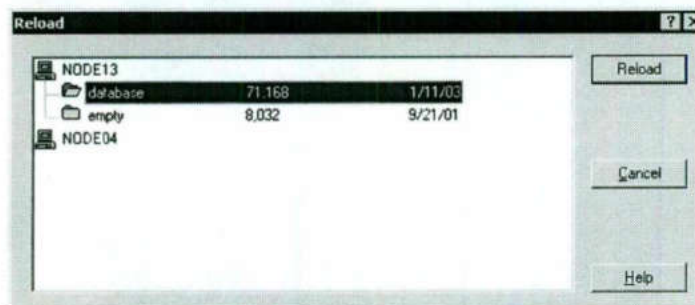 Reload
NODE13
database 71,168 1/11/03
empty 8,032 9/21/01
NODE04
Reload
Cancel
Help